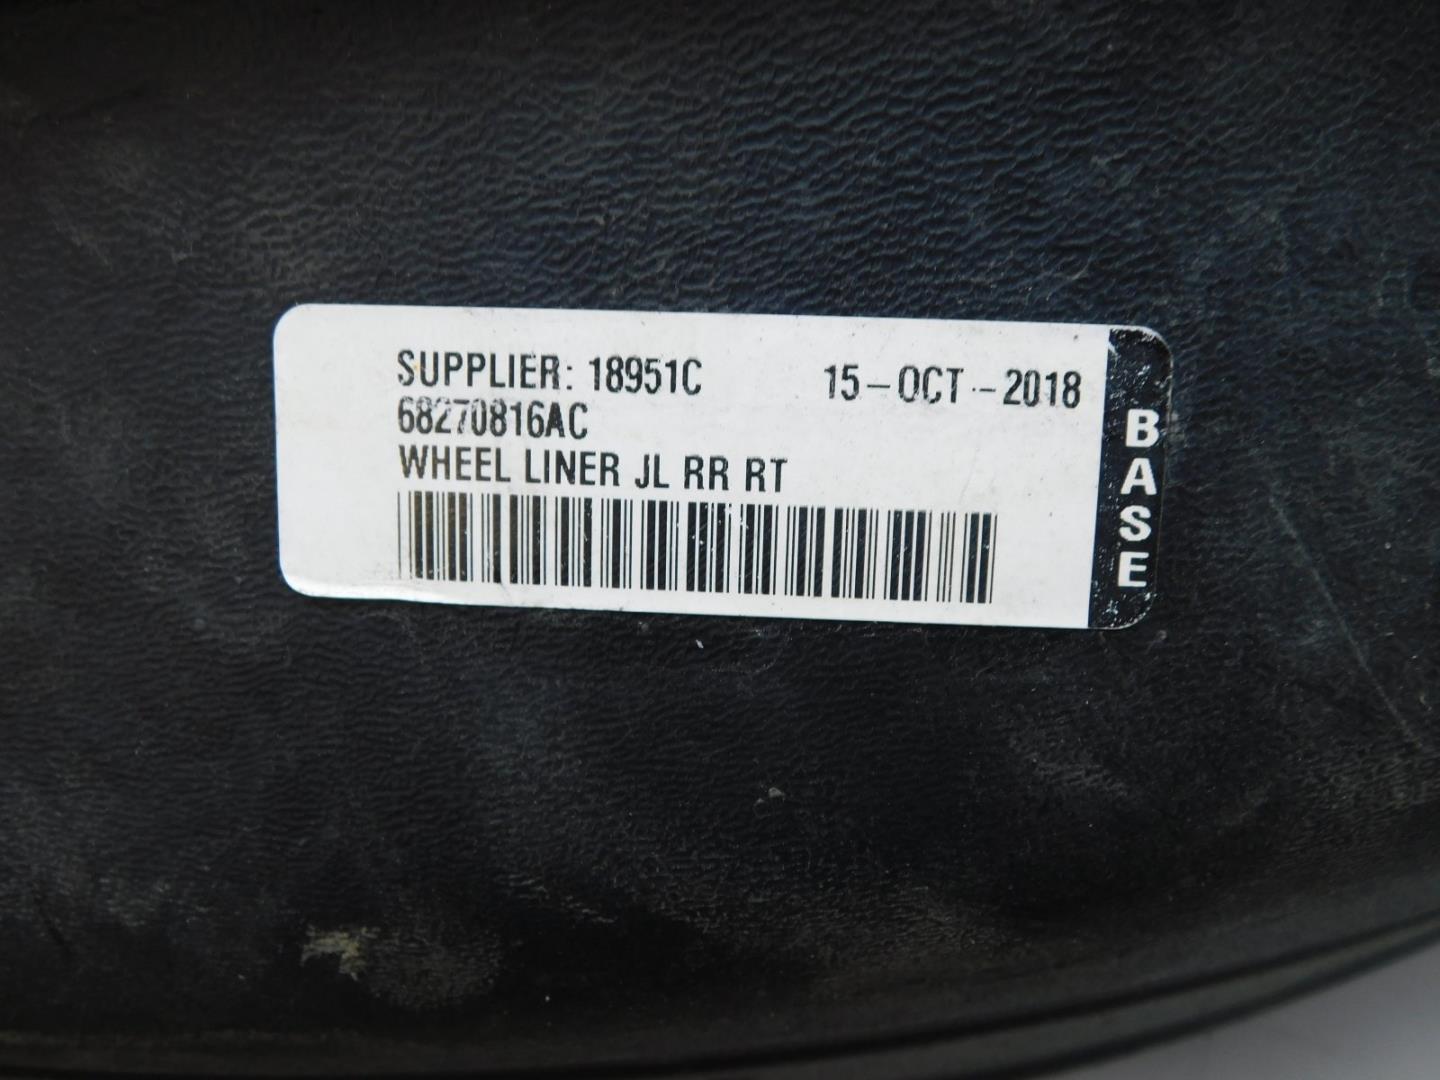 SUPPLIER: 18951C 15-OCT-2018
68270816AC
WHEEL LINER JL RR RT
BASE